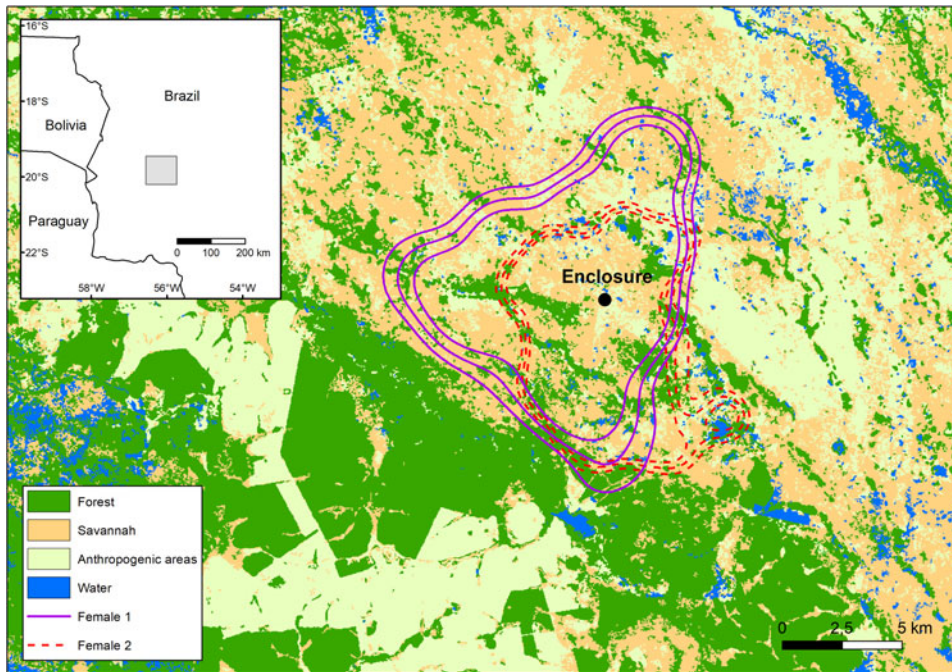 16°S
18°S
20°S
22°S
58°W
56°W
54°W
Brazil
Bolivia
Paraguay
0 100 200 km
Enclosure
Forest
Savannah
Anthropogenic areas
Water
Female 1
Female 2
0 2.5 5 km